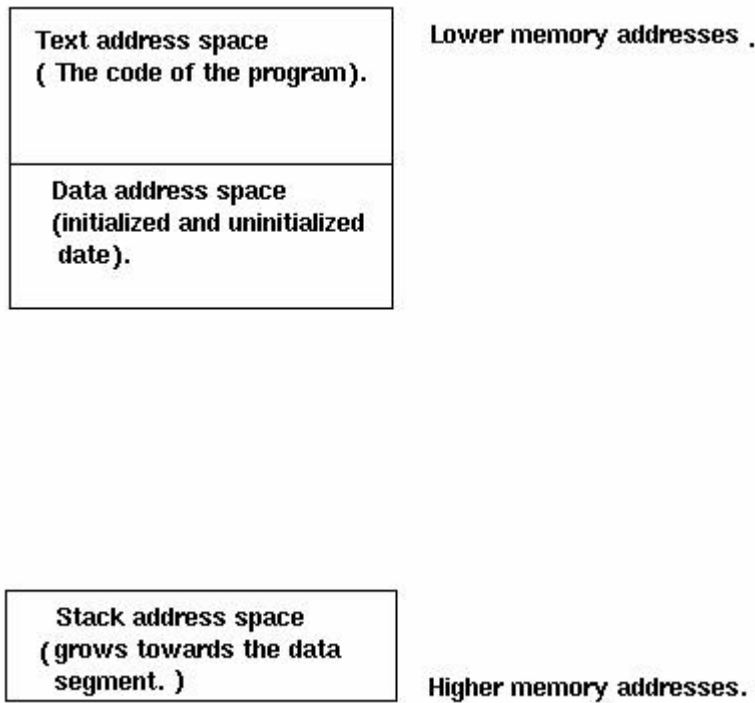 Text address space
( The code of the program).
Lower memory addresses .
Data address space
(initialized and uninitialized
date).
Stack address space
( grows towards the data
segment. )
Higher memory addresses.